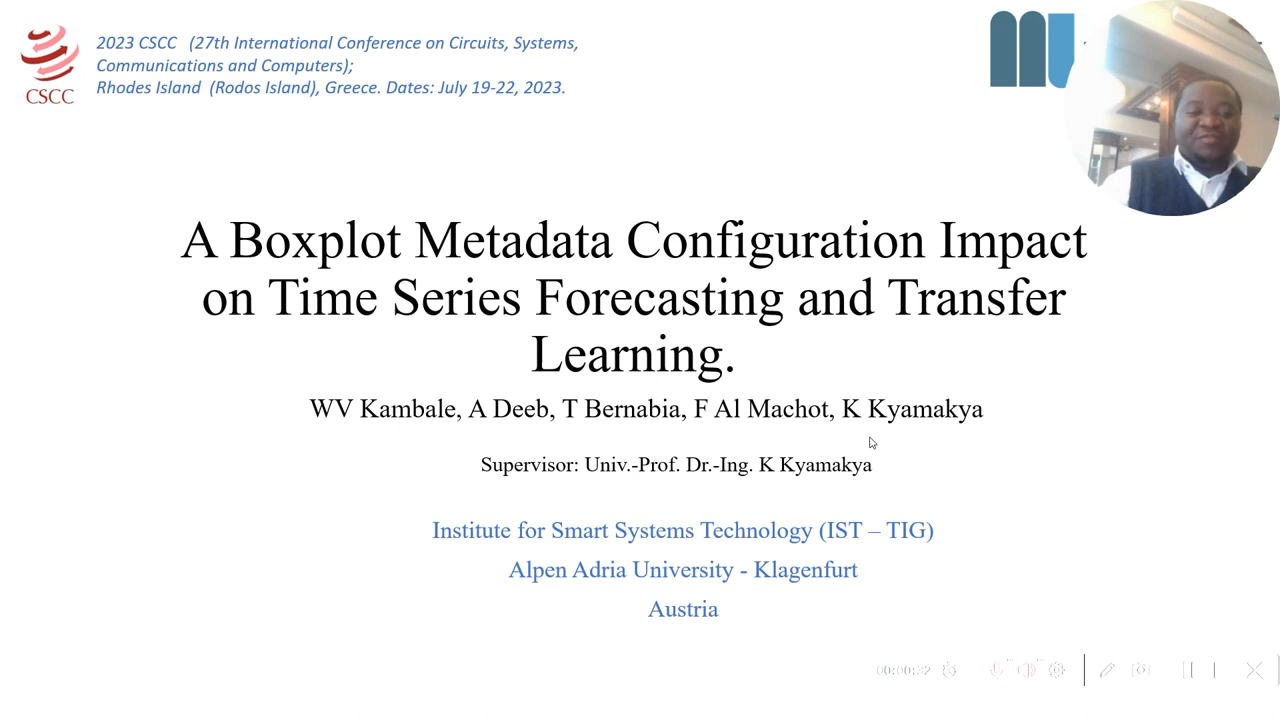 2023 CSCC (27th International Conference on Circuits, Systems,
Communications and Computers);
Rhodes Island (Rodos Island), Greece. Dates: July 19-22, 2023.
CSCC
A Boxplot Metadata Configuration Impact
on Time Series Forecasting and Transfer
Learning.
WV Kambale, A Deeb, T Bernabia, F Al Machot, K Kyamakya
Supervisor: Univ.-Prof. Dr.-Ing. K Kyamakya
Institute for Smart Systems Technology (IST – TIG)
Alpen Adria University - Klagenfurt
Austria
00:00:32